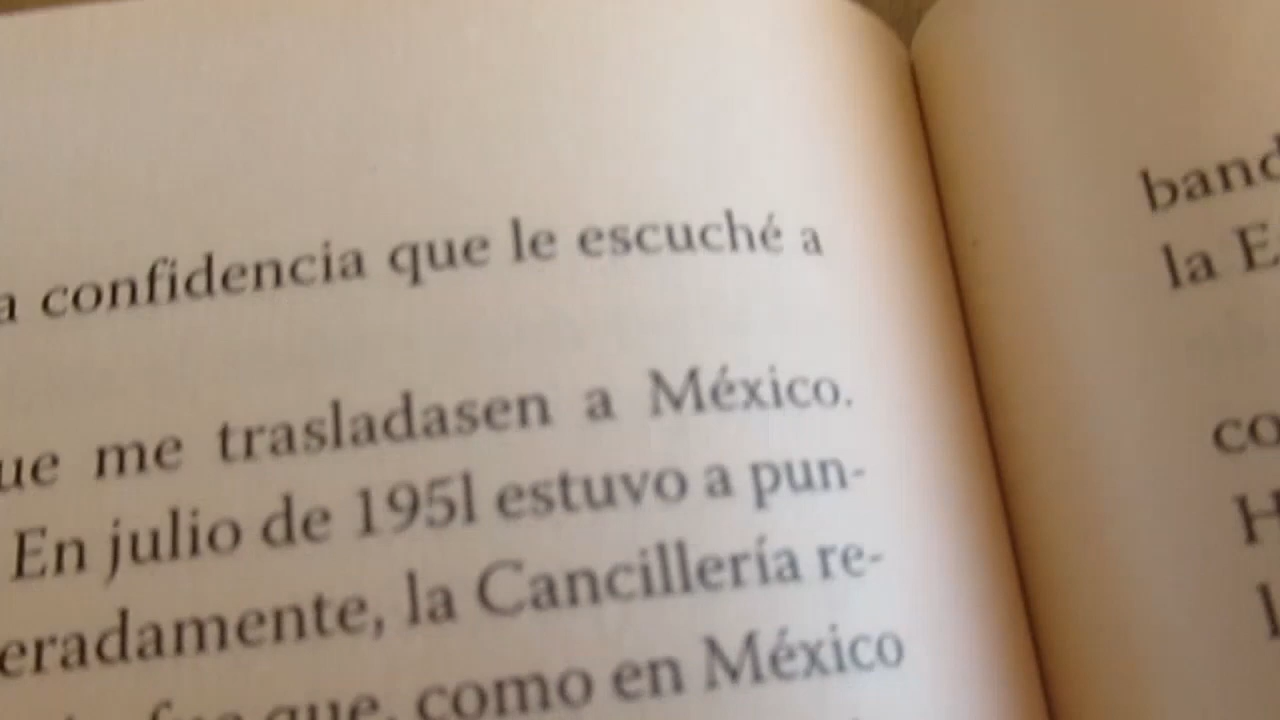 a confidencia que le escuché a
ue me trasladasen a México.
En julio de 1951 estuvo a pun-
eradamente, la Cancillería re-
que, como en México
band
la E
co
H